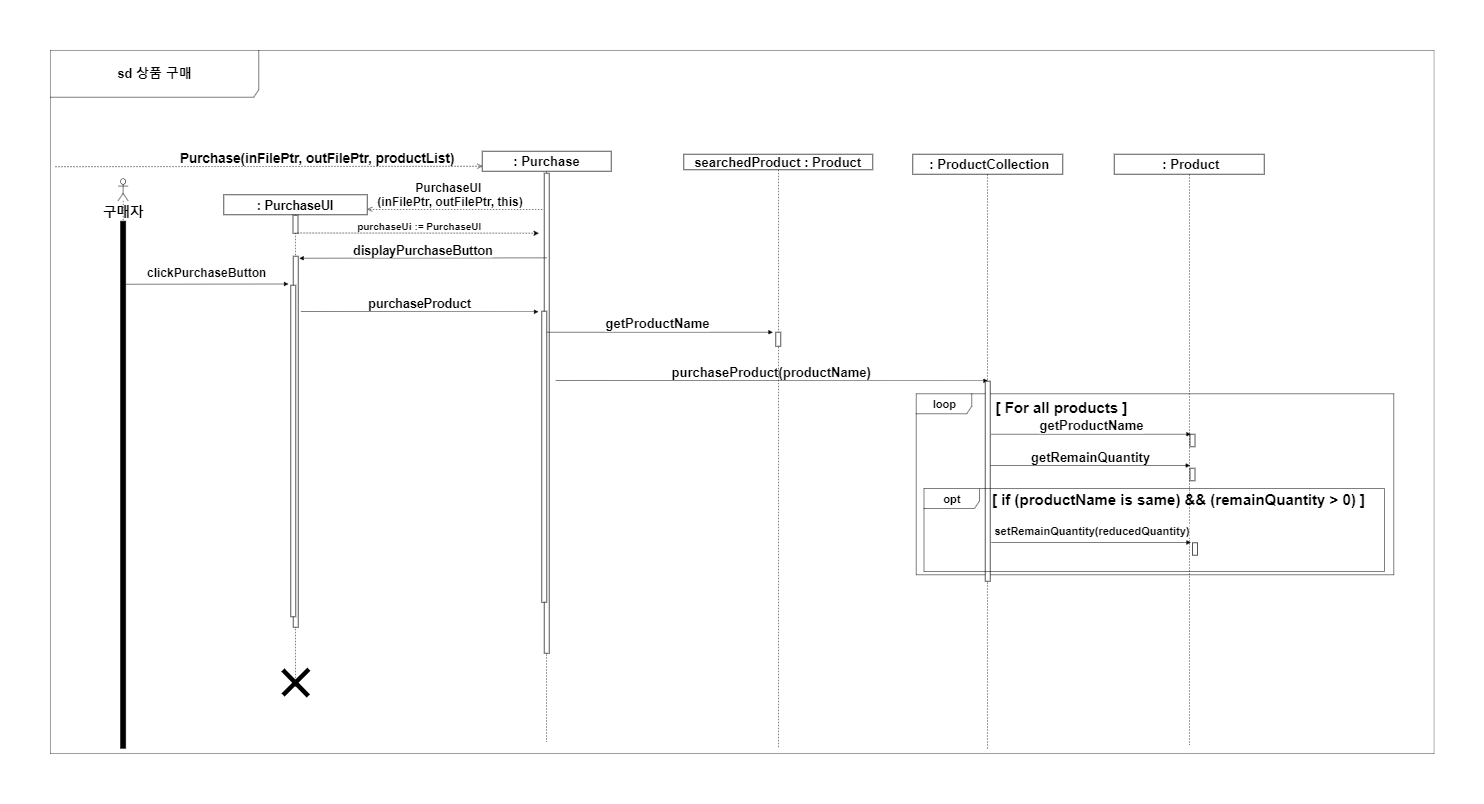 sd 상품 구매
Purchase(inFilePtr, outFilePtr, productList)
: Purchase
searchedProduct : Product
: ProductCollection
: Product
구매자
: PurchaseUI
PurchaseUI
(inFilePtr, outFilePtr, this)
purchaseUi := PurchaseUI
displayPurchaseButton
clickPurchaseButton
purchaseProduct
getProductName
purchaseProduct(productName)
loop
[ For all products ]
getProductName
getRemainQuantity
opt
[ if (productName is same) && (remainQuantity > 0) ]
setRemainQuantity(reducedQuantity)